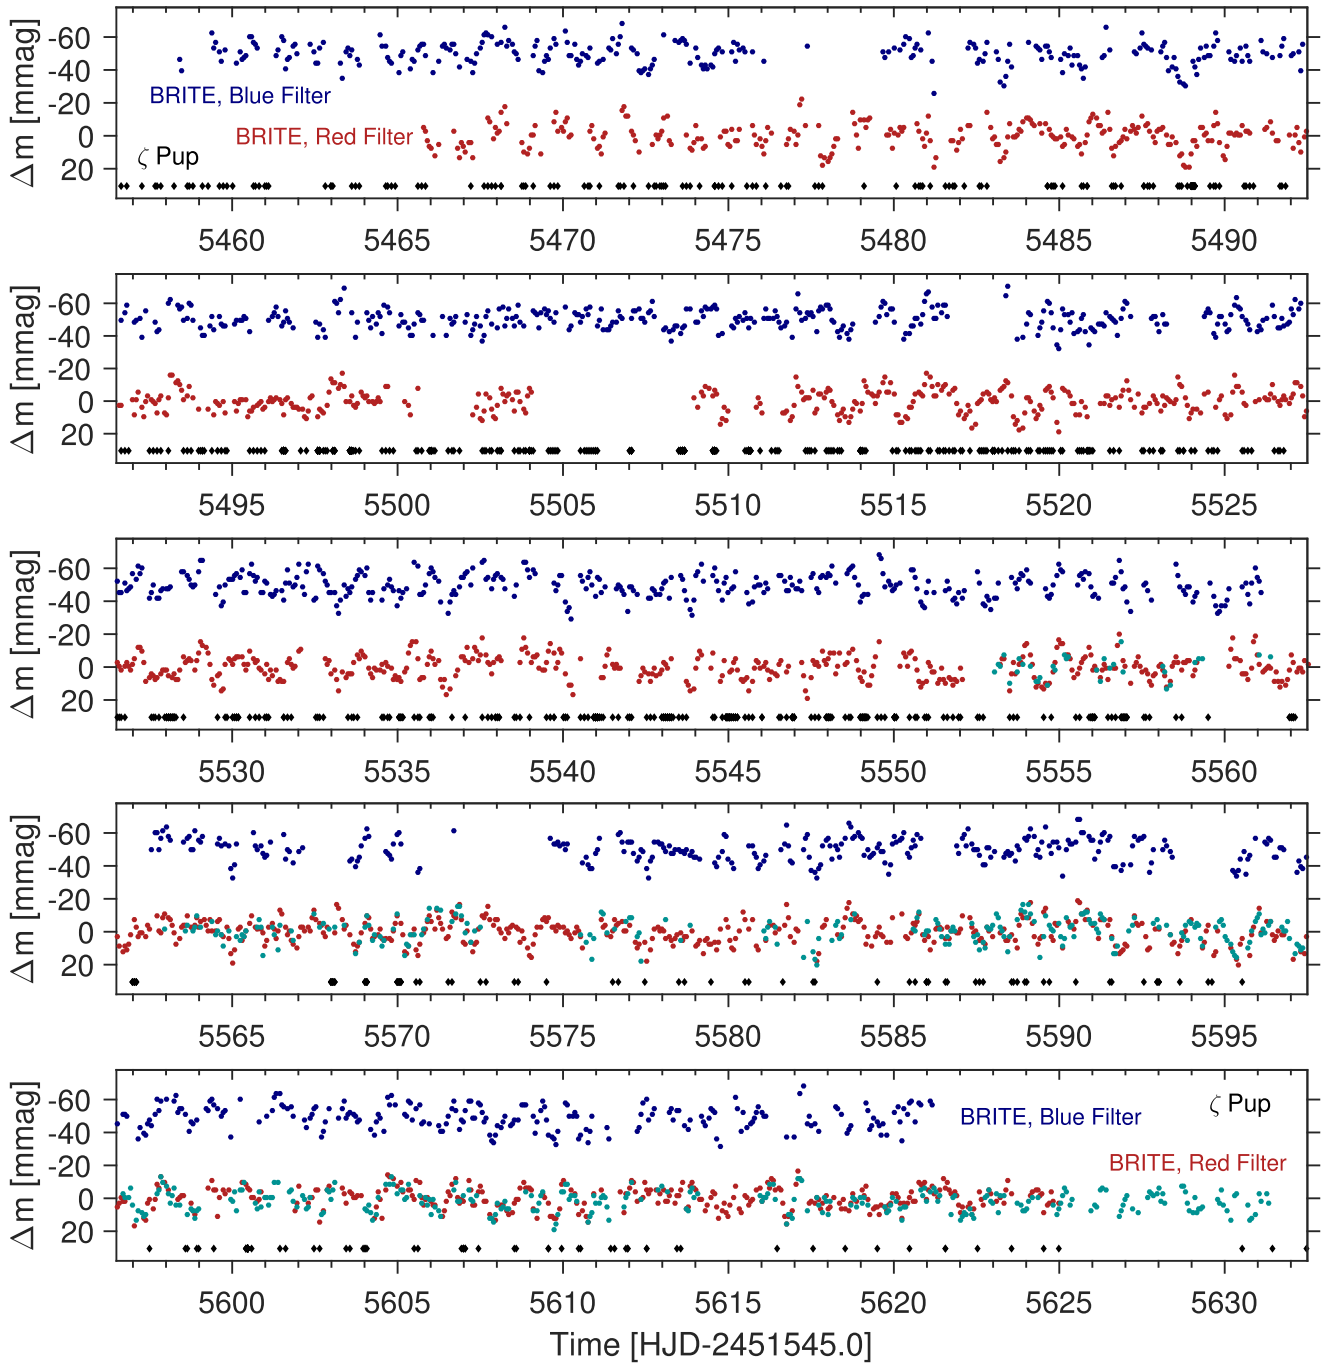 -60
-40
-20
0
20
Δm [mmag]
BRITE, Blue Filter
BRITE, Red Filter
ζ Pup
5460 5465 5470 5475 5480 5485 5490
-60
-40
-20
0
20
Δm [mmag]
5495 5500 5505 5510 5515 5520 5525
-60
-40
-20
0
20
Δm [mmag]
5530 5535 5540 5545 5550 5555 5560
-60
-40
-20
0
20
Δm [mmag]
5565 5570 5575 5580 5585 5590 5595
-60
-40
-20
0
20
Δm [mmag]
ζ Pup
BRITE, Blue Filter
BRITE, Red Filter
5600 5605 5610 5615 5620 5625 5630
Time [HJD-2451545.0]